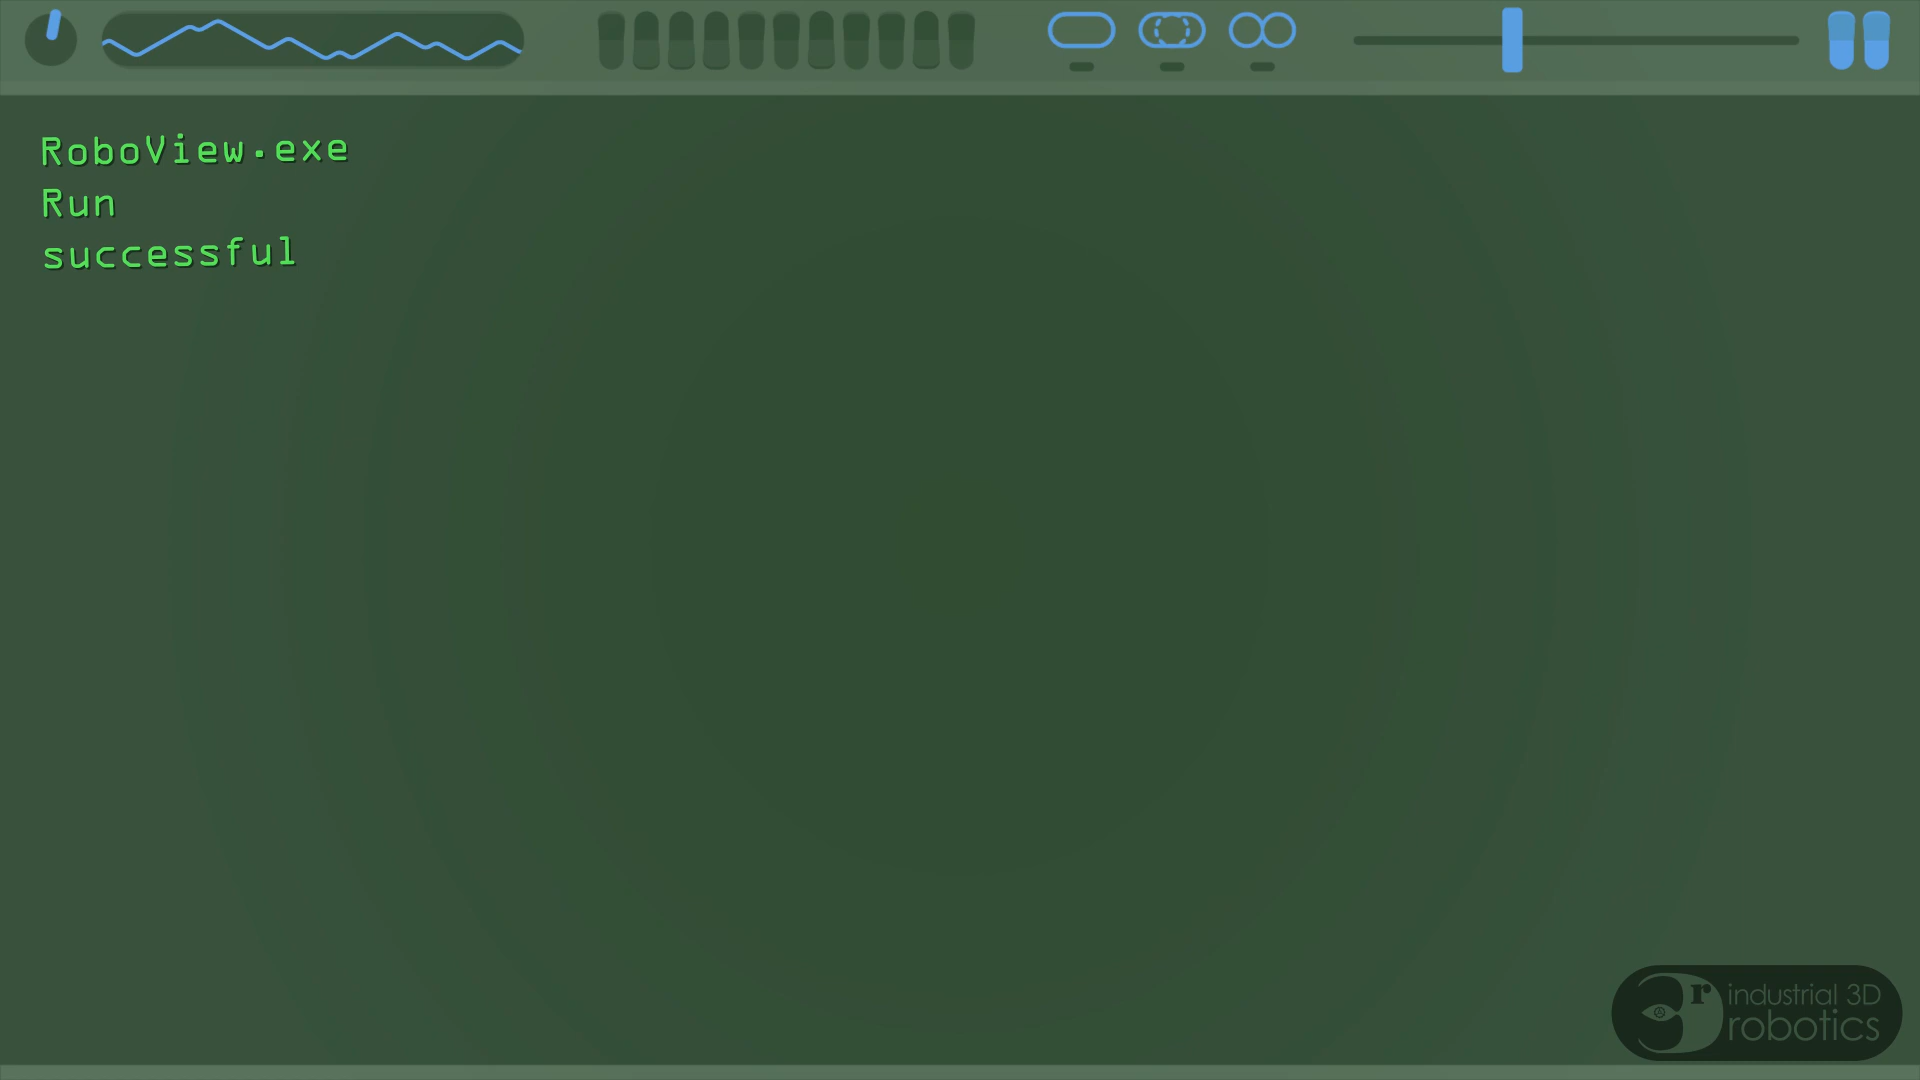 RoboView.exe
Run
successful
r
industrial 3D
robotics